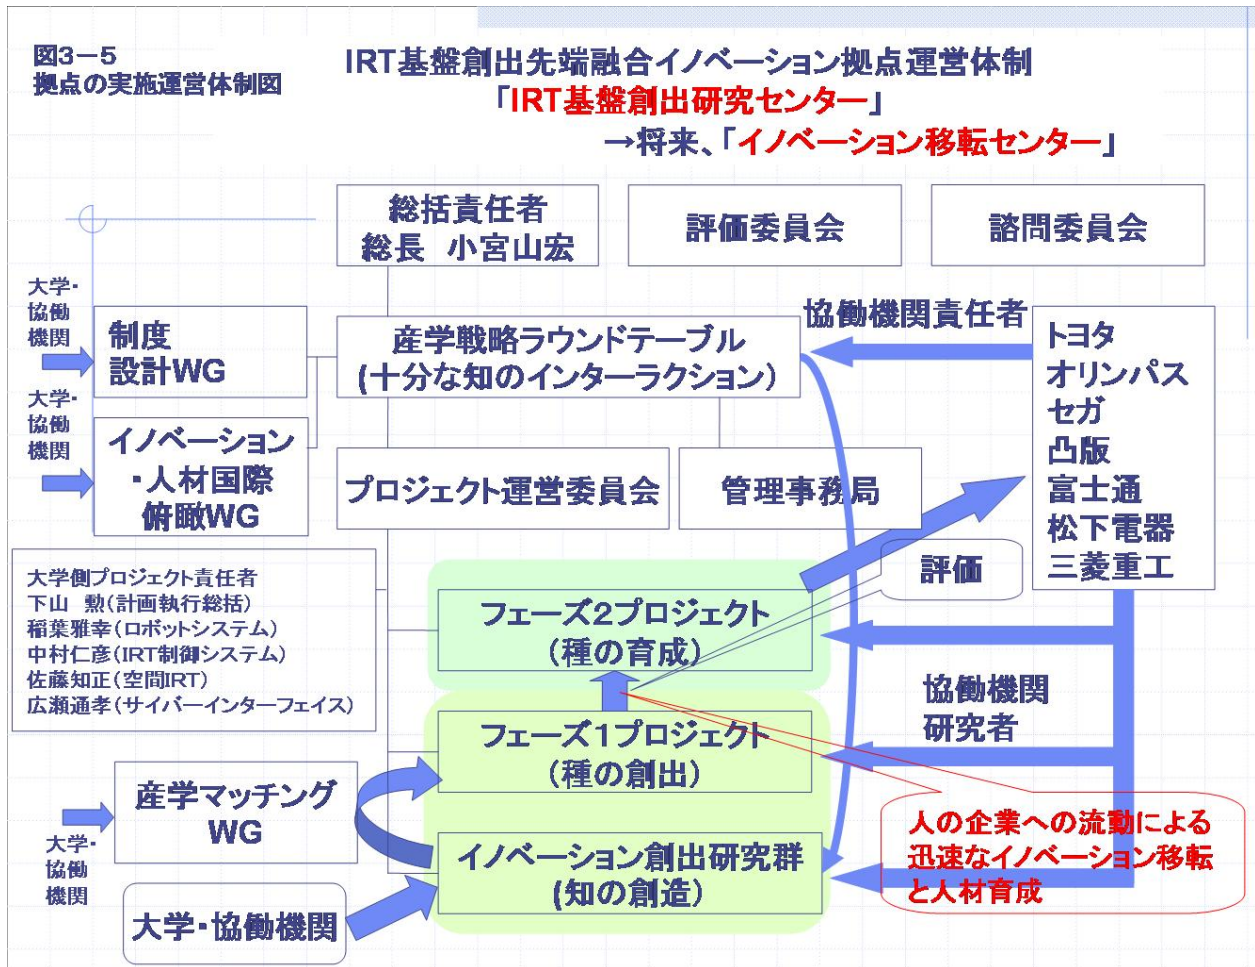 図3－5
拠点の実施運営体制図
IRT基盤創出先端融合イノベーション拠点運営体制
「IRT基盤創出研究センター」
→将来、「イノベーション移転センター」
総括責任者
総長　小宮山宏
評価委員会
諮問委員会
大学・
協働
機関
制度
設計WG
産学戦略ラウンドテーブル
(十分な知のインターラクション)
協働機関責任者
トヨタ
オリンパス
セガ
凸版
富士通
松下電器
三菱重工
大学・
協働
機関
イノベーション
・人材国際
俯瞰WG
プロジェクト運営委員会
管理事務局
大学側プロジェクト責任者
下山　勲(計画執行総括)
稲葉雅幸(ロボットシステム)
中村仁彦(IRT制御システム)
佐藤知正(空間IRT)
広瀬通孝(サイバーインターフェイス)
評価
フェーズ2プロジェクト
(種の育成)
協働機関
研究者
フェーズ1プロジェクト
(種の創出)
産学マッチング
WG
大学・
協働
機関
イノベーション創出研究群
(知の創造)
人の企業への流動による
迅速なイノベーション移転
と人材育成
大学・協働機関